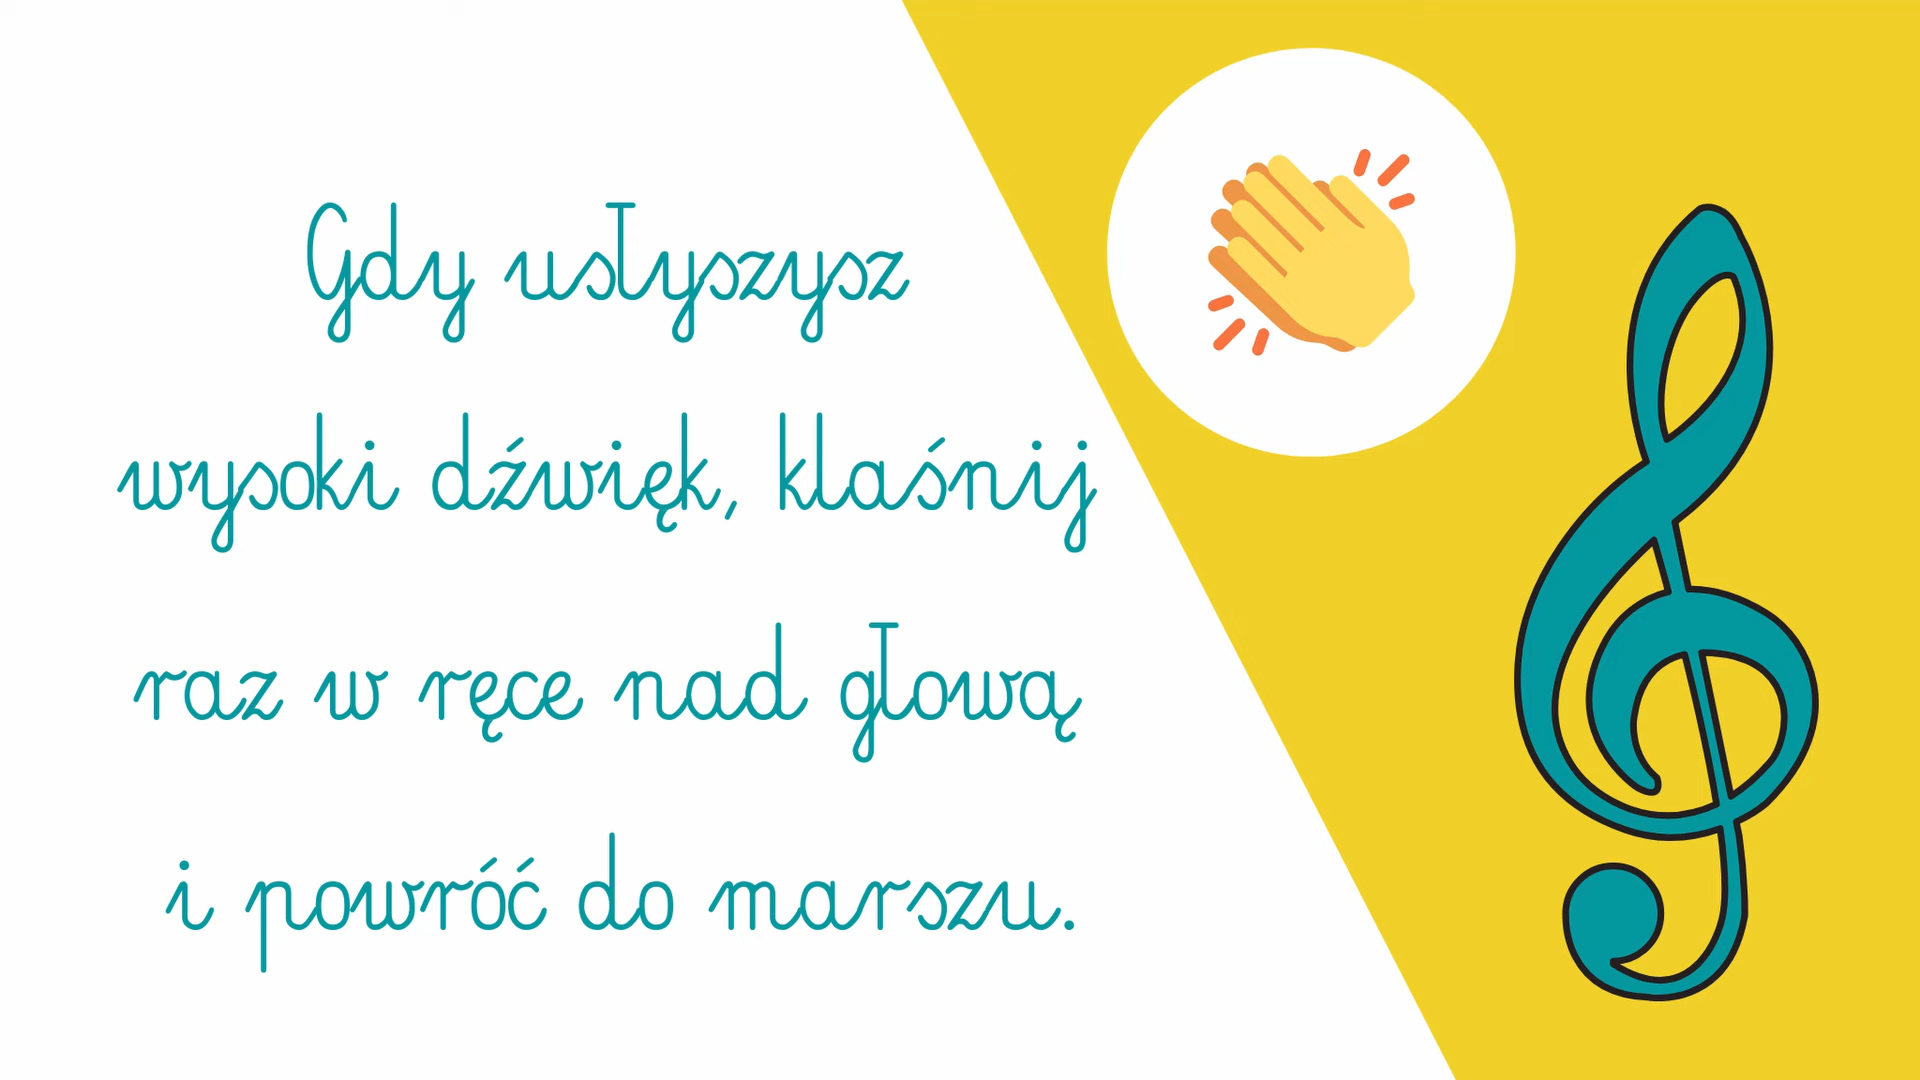 Gdy usłyszysz
wysoki dźwięk, klaśnij
raz w ręce nad głową
i powróć do marszu.